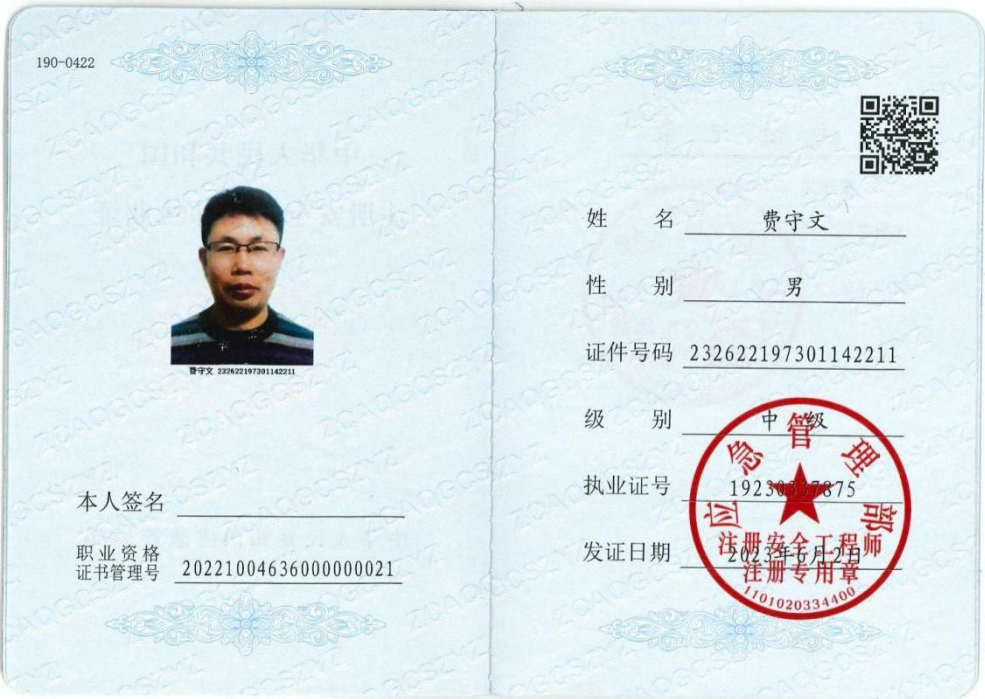 190-0422
费守文 232622197301142211
本人签名
职业资格
证书管理号 20221004636000000021
姓 名 费守文
性 别 男
证件号码 232622197301142211
级 别 中 级
执业证号 19230337875
发证日期 2023年6月2日
应急管理部
注册安全工程师
注册专用章
1101020334400